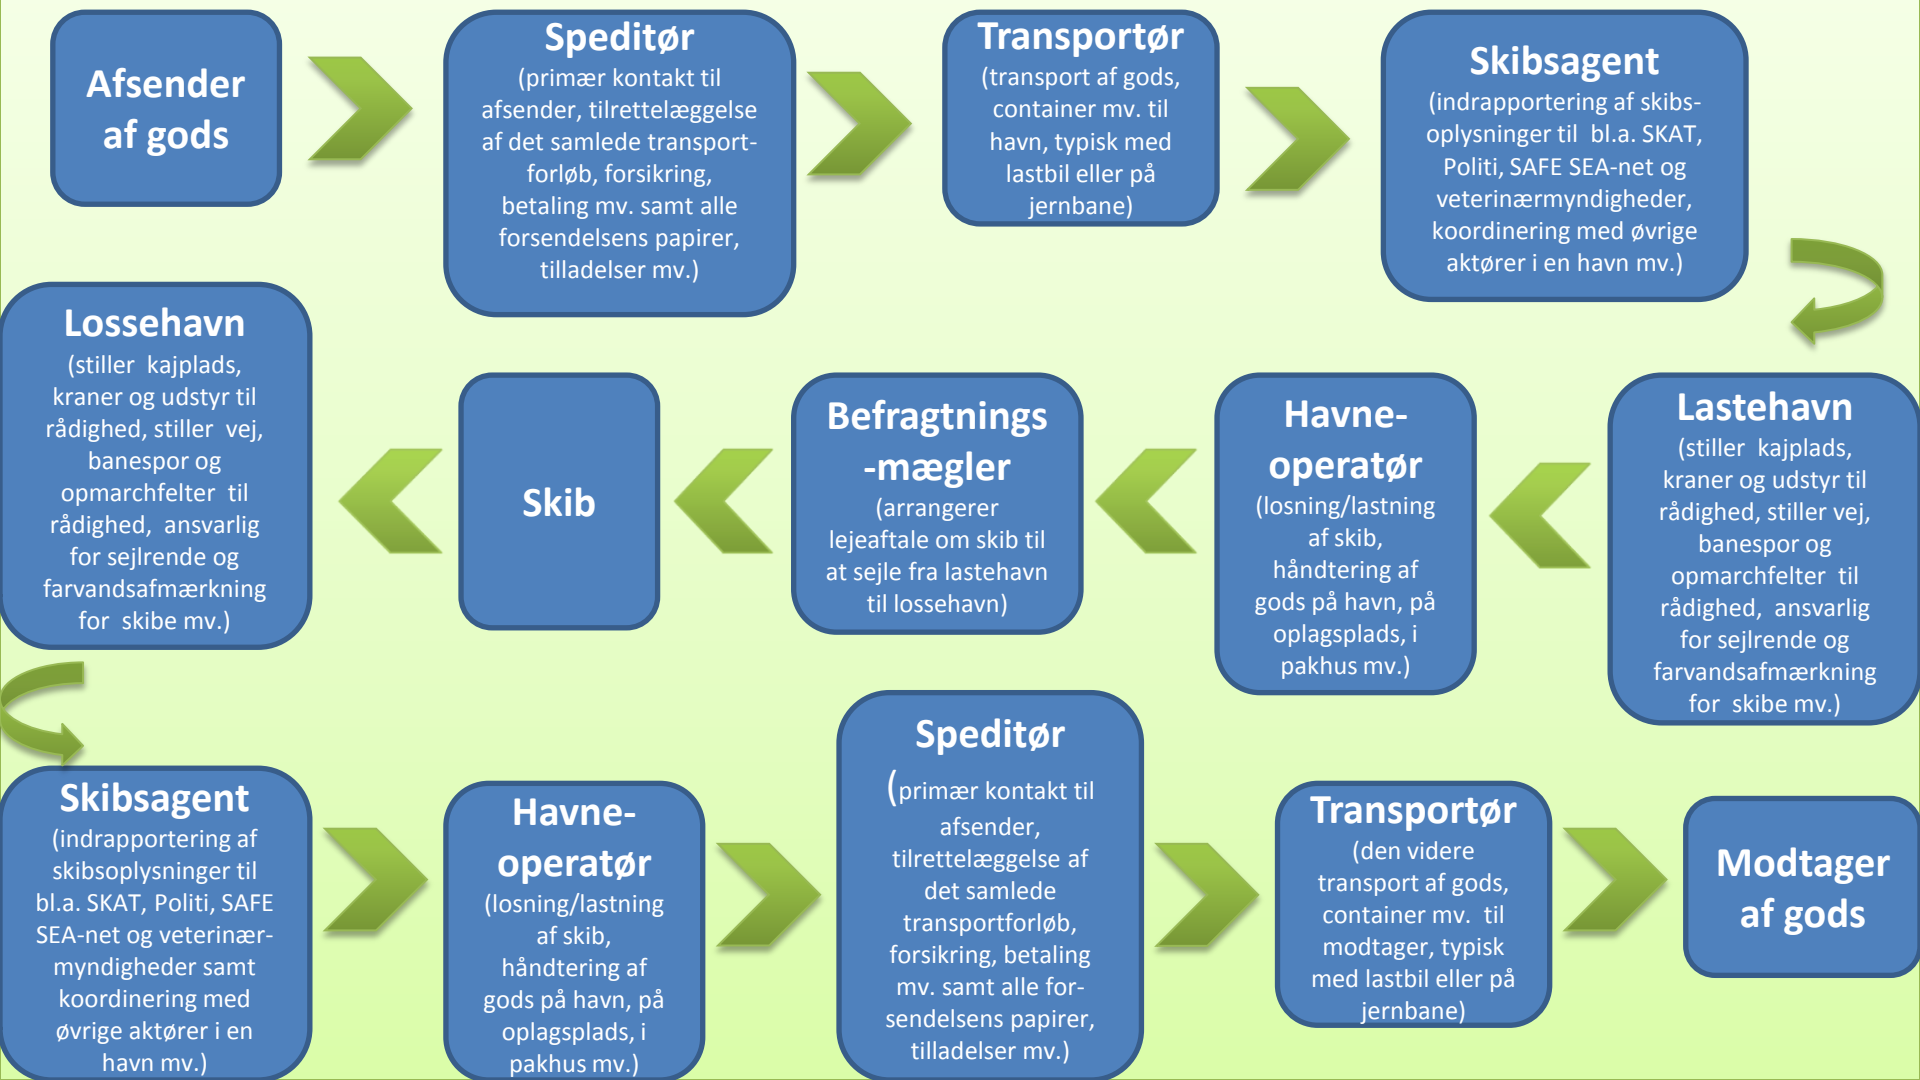 Afsender
af gods
Speditør
(primær kontakt til
afsender, tilrettelæggelse
af det samlede transport-
forløb, forsikring,
betaling mv. samt alle
forsendelsens papirer,
tilladelser mv.)
Transportør
(transport af gods,
container mv. til
havn, typisk med
lastbil eller på
jernbane)
Skibsagent
(indrapportering af skibs-
oplysninger til bl.a. SKAT,
Politi, SAFE SEA-net og
veterinærmyndigheder,
koordinering med øvrige
aktører i en havn mv.)
Lastehavn
(stiller kajplads,
kraner og udstyr til
rådighed, stiller vej,
banespor og
opmarchfelter til
rådighed, ansvarlig
for sejlrende og
farvandsafmærkning
for skibe mv.)
Havne-
operatør
(losning/lastning
af skib,
håndtering af
gods på havn, på
oplagsplads, i
pakhus mv.)
Befragtnings
-mægler
(arrangerer
lejeaftale om skib til
at sejle fra lastehavn
til lossehavn)
Skib
Lossehavn
(stiller kajplads,
kraner og udstyr til
rådighed, stiller vej,
banespor og
opmarchfelter til
rådighed, ansvarlig
for sejlrende og
farvandsafmærkning
for skibe mv.)
Skibsagent
(indrapportering af
skibsoplysninger til
bl.a. SKAT, Politi, SAFE
SEA-net og veterinær-
myndigheder samt
koordinering med
øvrige aktører i en
havn mv.)
Havne-
operatør
(losning/lastning
af skib,
håndtering af
gods på havn, på
oplagsplads, i
pakhus mv.)
Speditør
(primær kontakt til
afsender,
tilrettelæggelse af
det samlede
transportforløb,
forsikring, betaling
mv. samt alle for-
sendelsens papirer,
tilladelser mv.)
Transportør
(den videre
transport af gods,
container mv. til
modtager, typisk
med lastbil eller på
jernbane)
Modtager
af gods